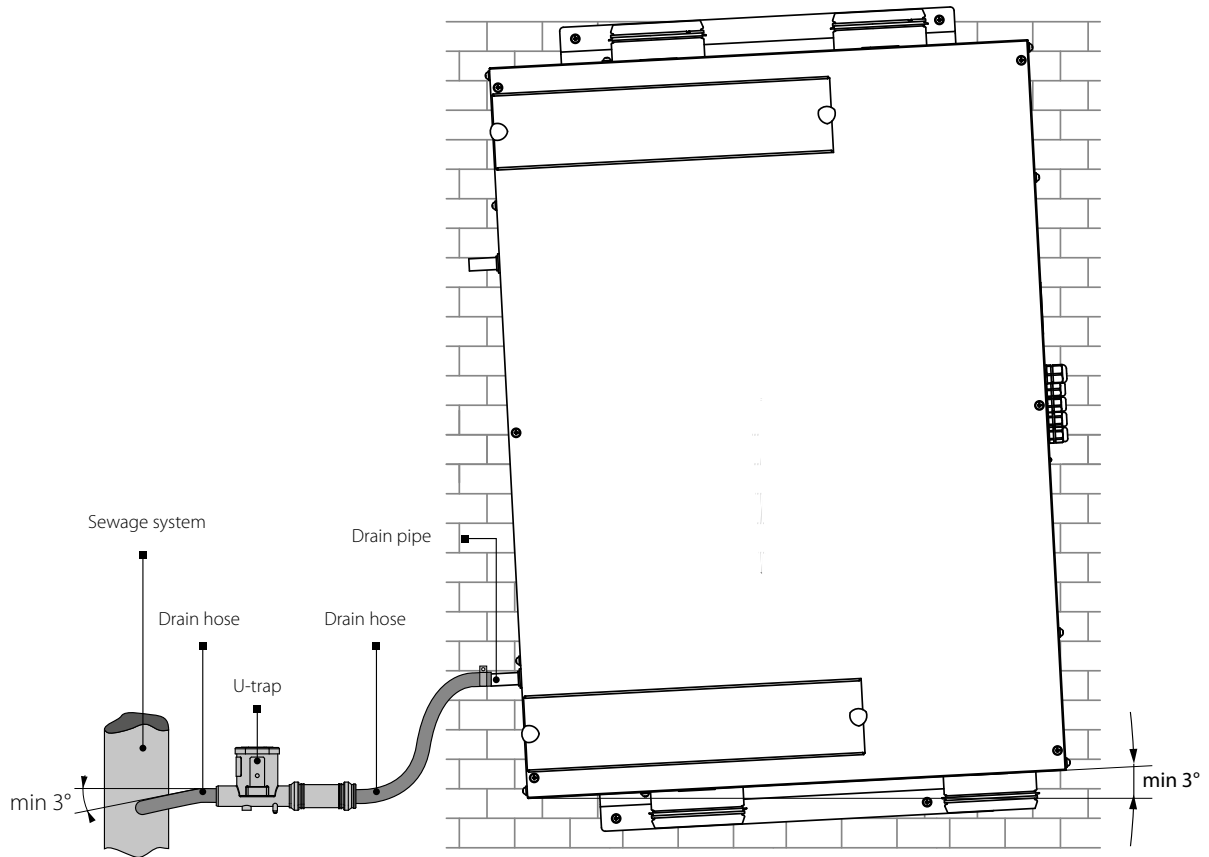 Sewage system
Drain pipe
Drain hose
Drain hose
U-trap
min 3°
min 3°